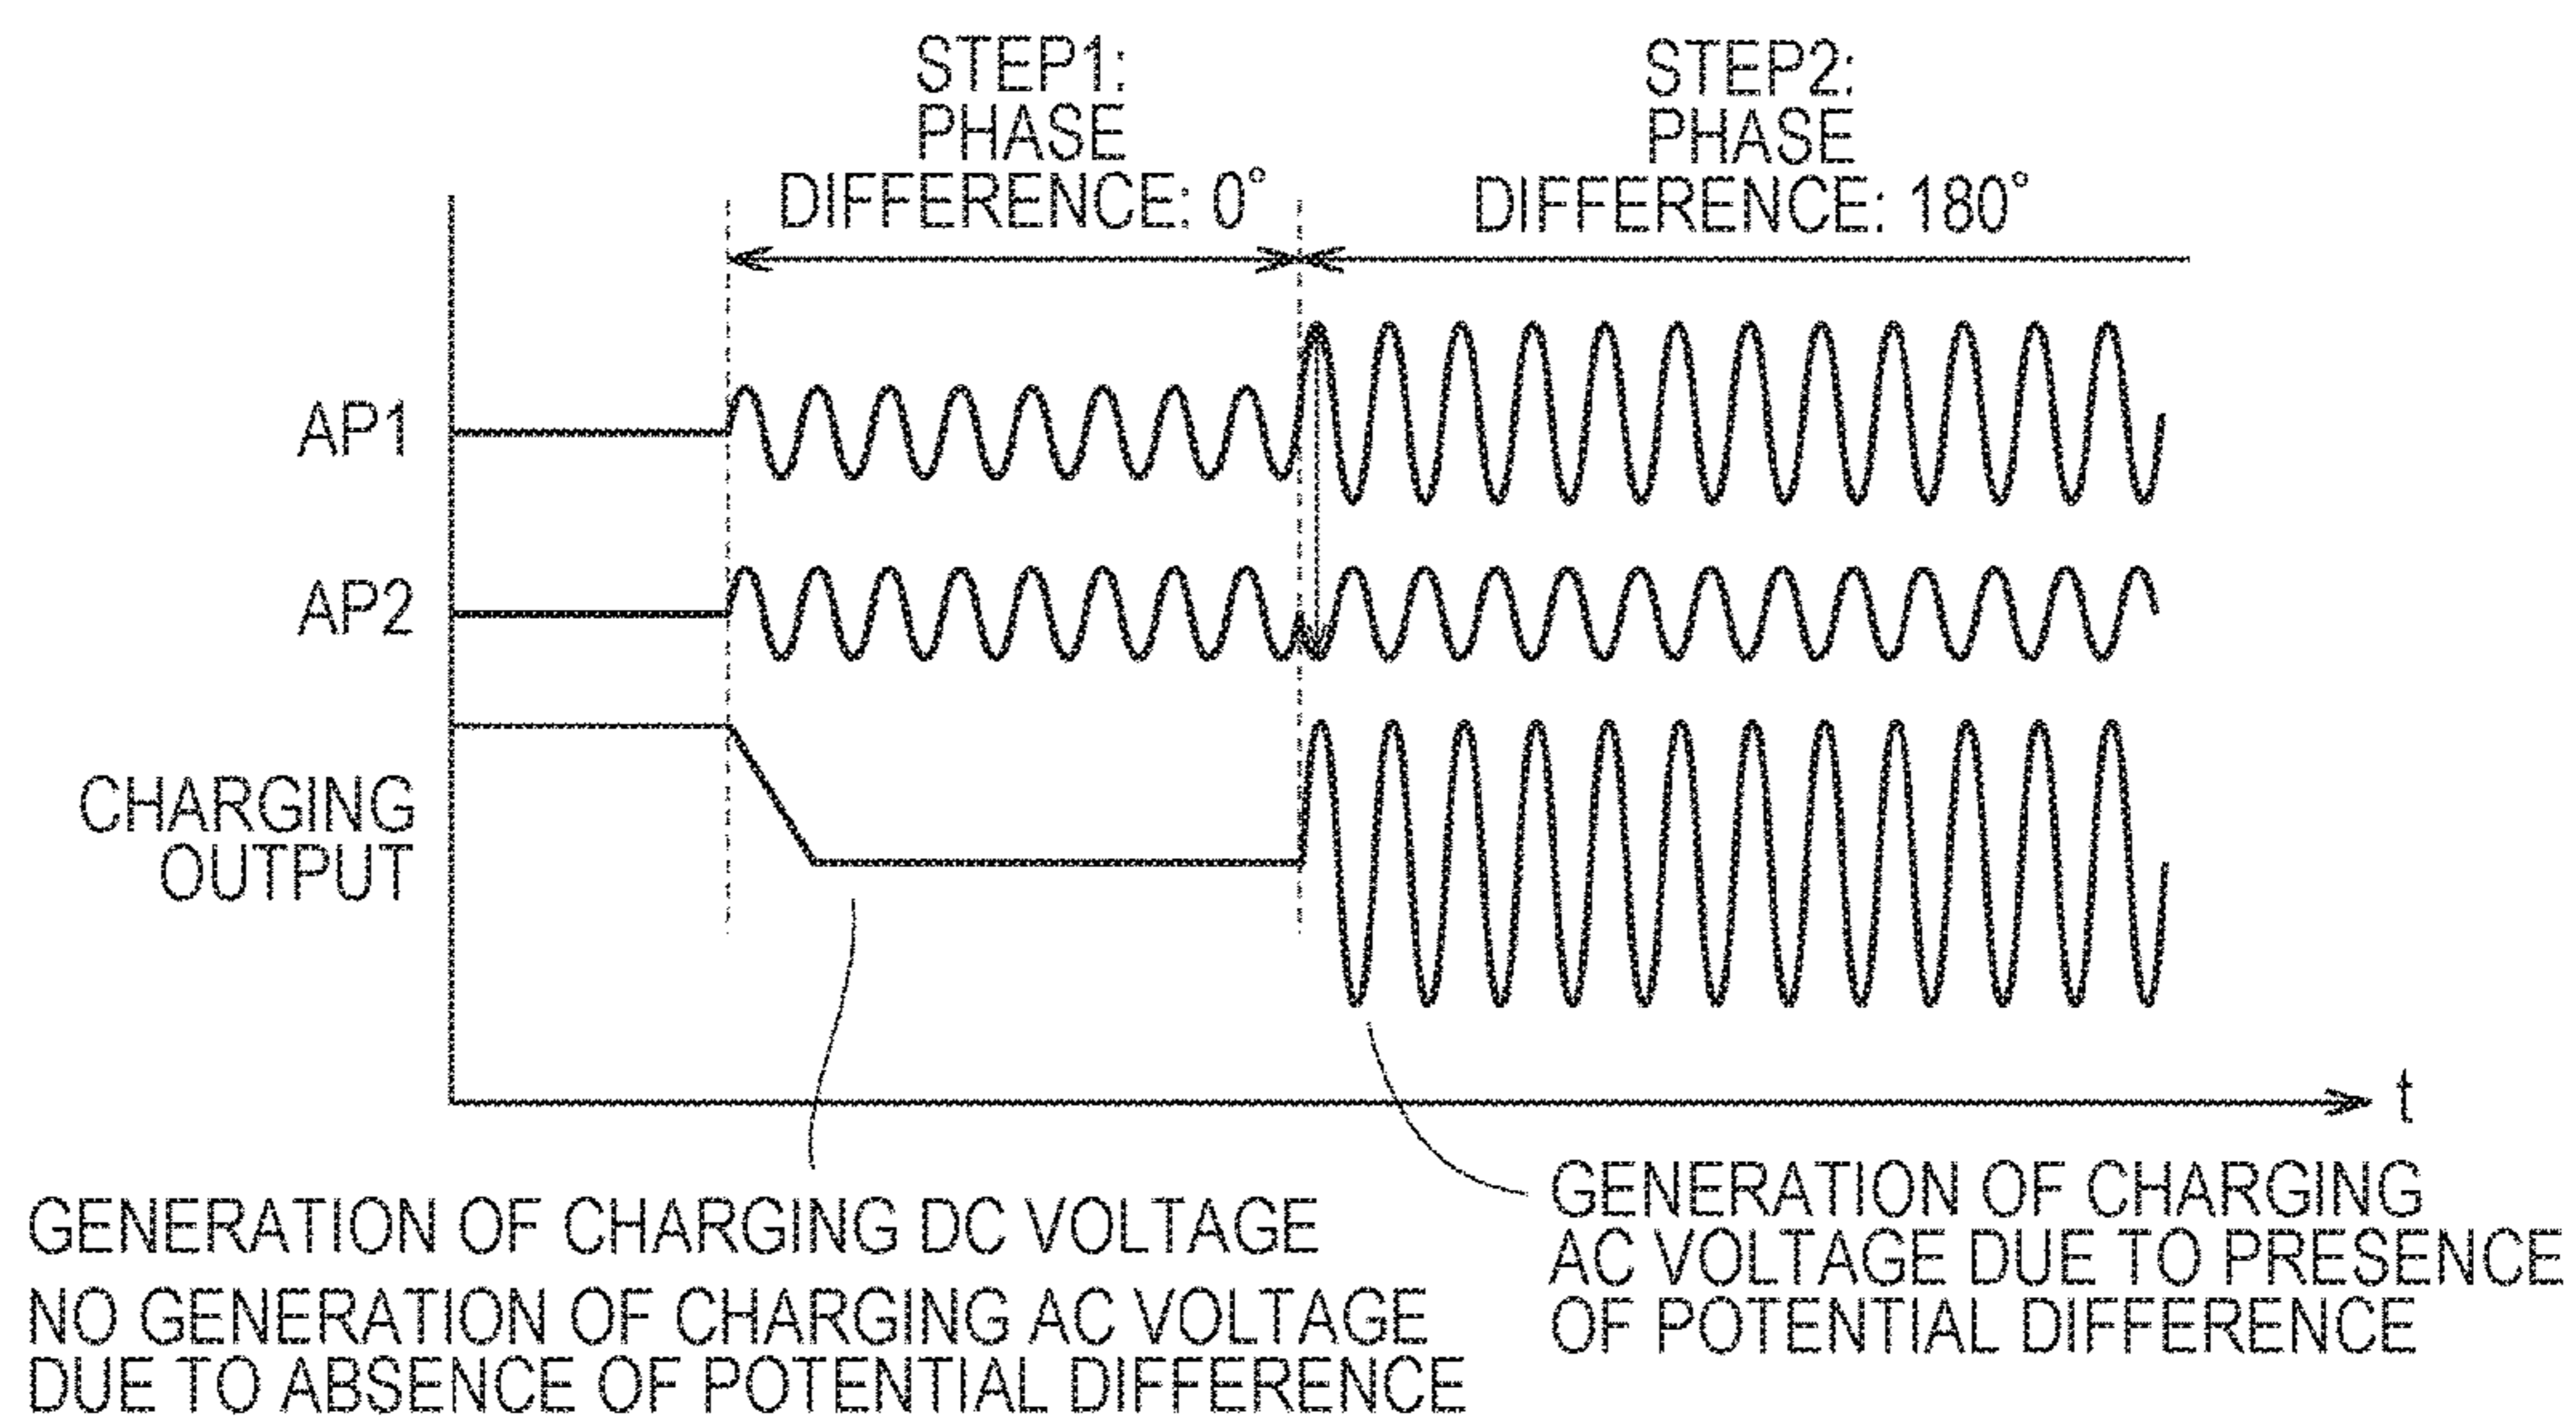 STEP1:
PHASE
DIFFERENCE: 0°
STEP2:
PHASE
DIFFERENCE: 180°
AP1
AP2
CHARGING
OUTPUT
t
GENERATION OF CHARGING DC VOLTAGE
NO GENERATION OF CHARGING AC VOLTAGE
DUE TO ABSENCE OF POTENTIAL DIFFERENCE
GENERATION OF CHARGING
AC VOLTAGE DUE TO PRESENCE
OF POTENTIAL DIFFERENCE